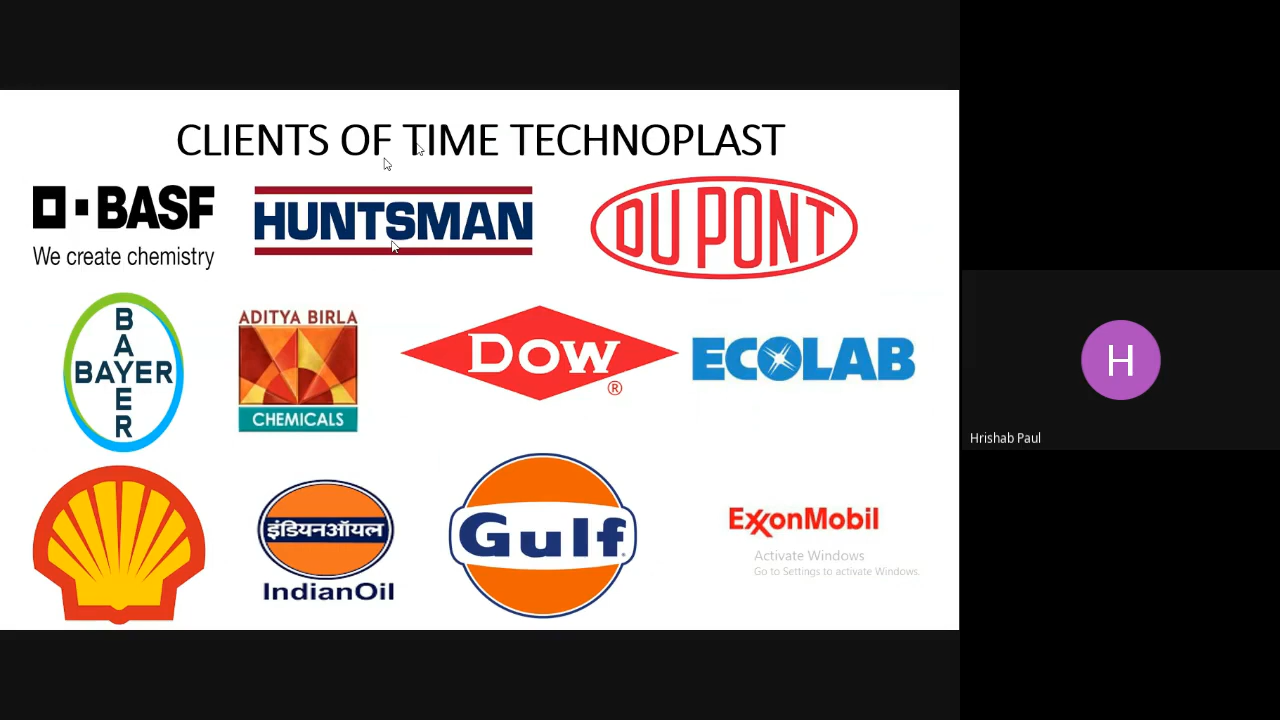 CLIENTS OF TIME TECHNOPLAST
BASF
We create chemistry
HUNTSMAN
DU PONT
BAYER
BAYER
ADITYA BIRLA
CHEMICALS
DOW
®
ECOLAB
इंडियनऑयल
IndianOil
Gulf
ExxonMobil
Activate Windows
Go to Settings to activate Windows.
H
Hrishab Paul